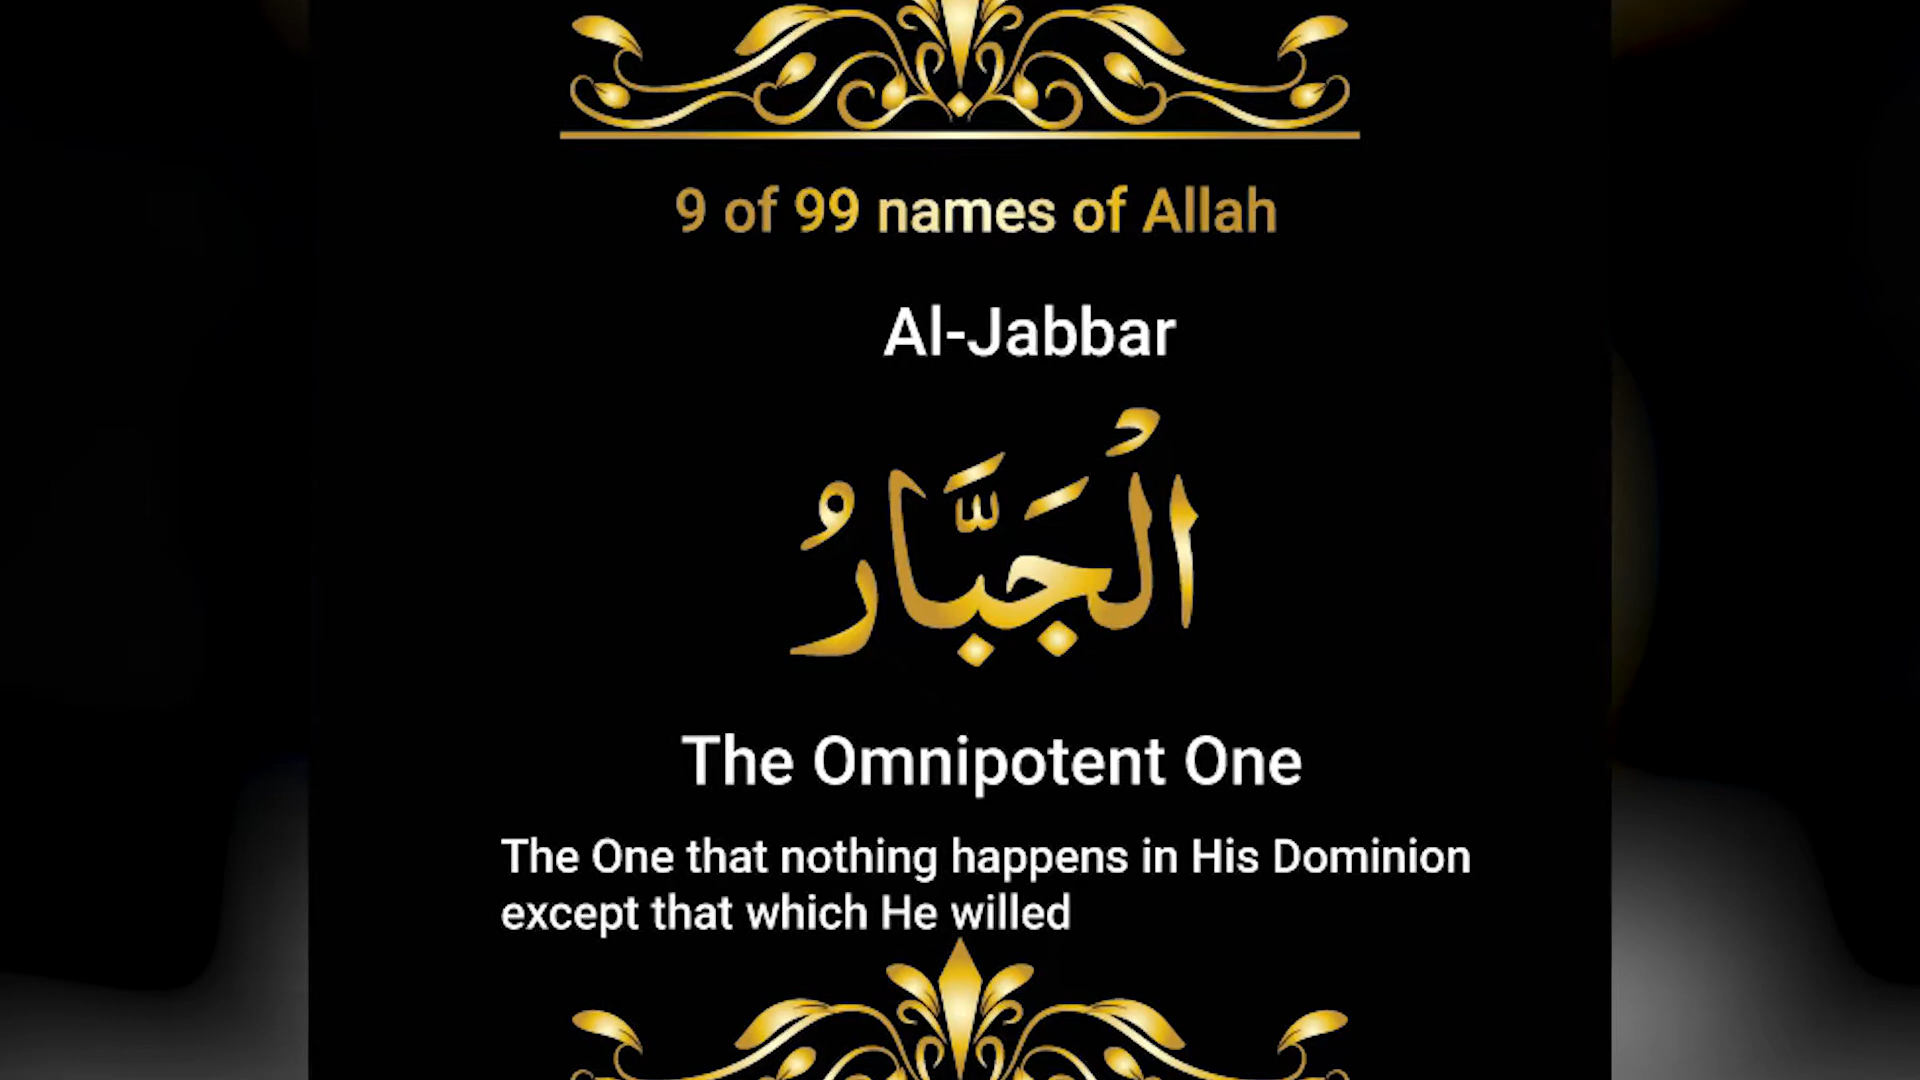 9 of 99 names of Allah
Al-Jabbar
الْجَبَّارُ
The Omnipotent One
The One that nothing happens in His Dominion
except that which He willed